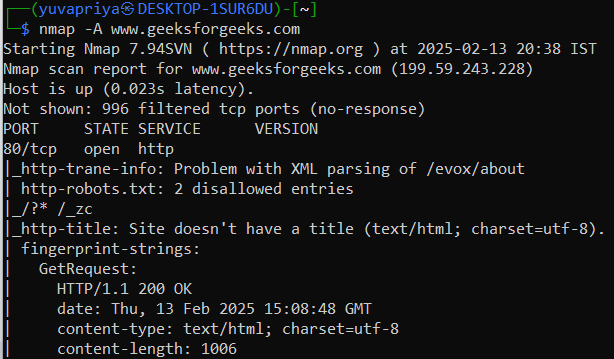 ┌──(yuvapriya㉿DESKTOP-1SUR6DU)-[~]
└─$ nmap -A www.geeksforgeeks.com
Starting Nmap 7.94SVN ( https://nmap.org ) at 2025-02-13 20:38 IST
Nmap scan report for www.geeksforgeeks.com (199.59.243.228)
Host is up (0.023s latency).
Not shown: 996 filtered tcp ports (no-response)
PORT     STATE SERVICE      VERSION
80/tcp   open  http
|_http-trane-info: Problem with XML parsing of /evox/about
| http-robots.txt: 2 disallowed entries
|_/?* /_zc
|_http-title: Site doesn't have a title (text/html; charset=utf-8).
| fingerprint-strings:
|   GetRequest:
|     HTTP/1.1 200 OK
|     date: Thu, 13 Feb 2025 15:08:48 GMT
|     content-type: text/html; charset=utf-8
|     content-length: 1006